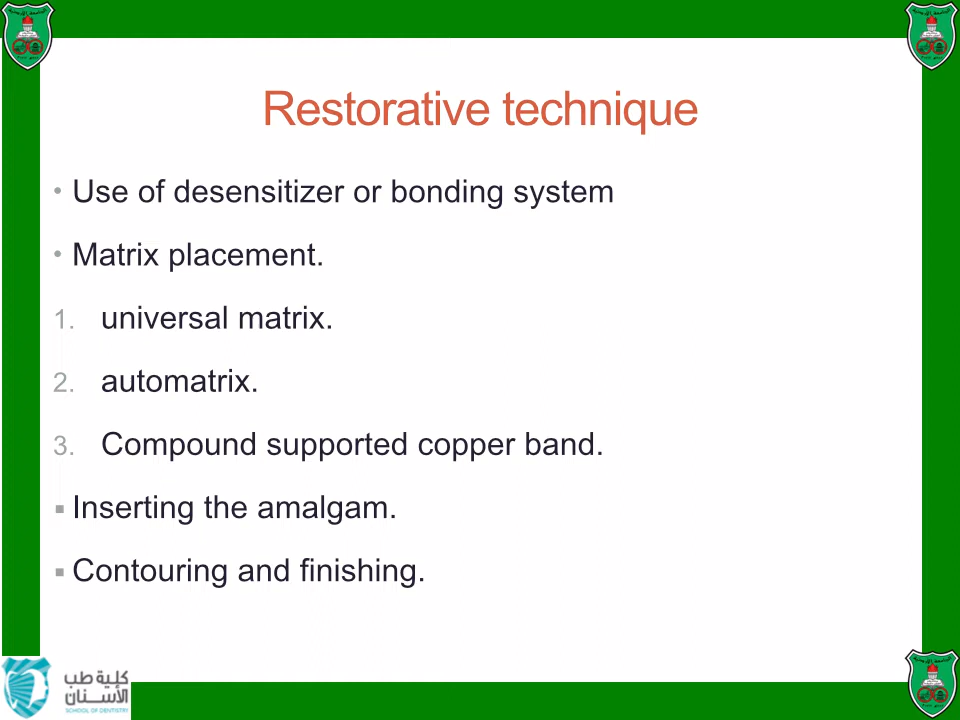 Restorative technique
• Use of desensitizer or bonding system
• Matrix placement.
1. universal matrix.
2. automatrix.
3. Compound supported copper band.
▪ Inserting the amalgam.
▪ Contouring and finishing.
كلية طب
الأسنان
SCHOOL OF DENTISTRY